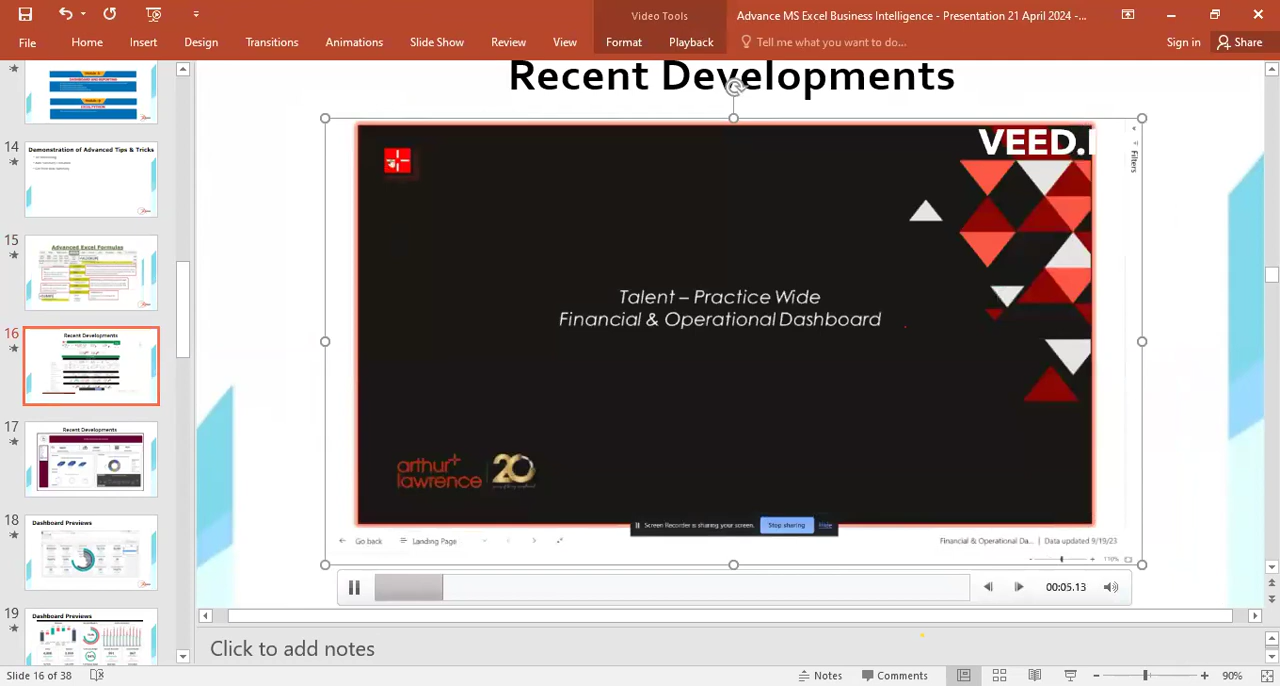 Video Tools
Advance MS Excel Business Intelligence - Presentation 21 April 2024 -...
File
Home
Insert
Design
Transitions
Animations
Slide Show
Review
View
Format
Playback
Tell me what you want to do...
Sign in
Share
Recent Developments
VEED.I
Filters
Talent – Practice Wide
Financial & Operational Dashboard
arthur lawrence
20
Screen Recorder is sharing your screen.
Stop sharing
Hide
Go back
Landing Page
Financial & Operational Da...
Data updated 9/19/23
110%
00:05.13
14
Demonstration of Advanced Tips & Tricks
15
Advanced Excel Formulas
16
Recent Developments
17
Recent Developments
18
Dashboard Previews
19
Dashboard Previews
Click to add notes
Slide 16 of 38
Notes
Comments
90%